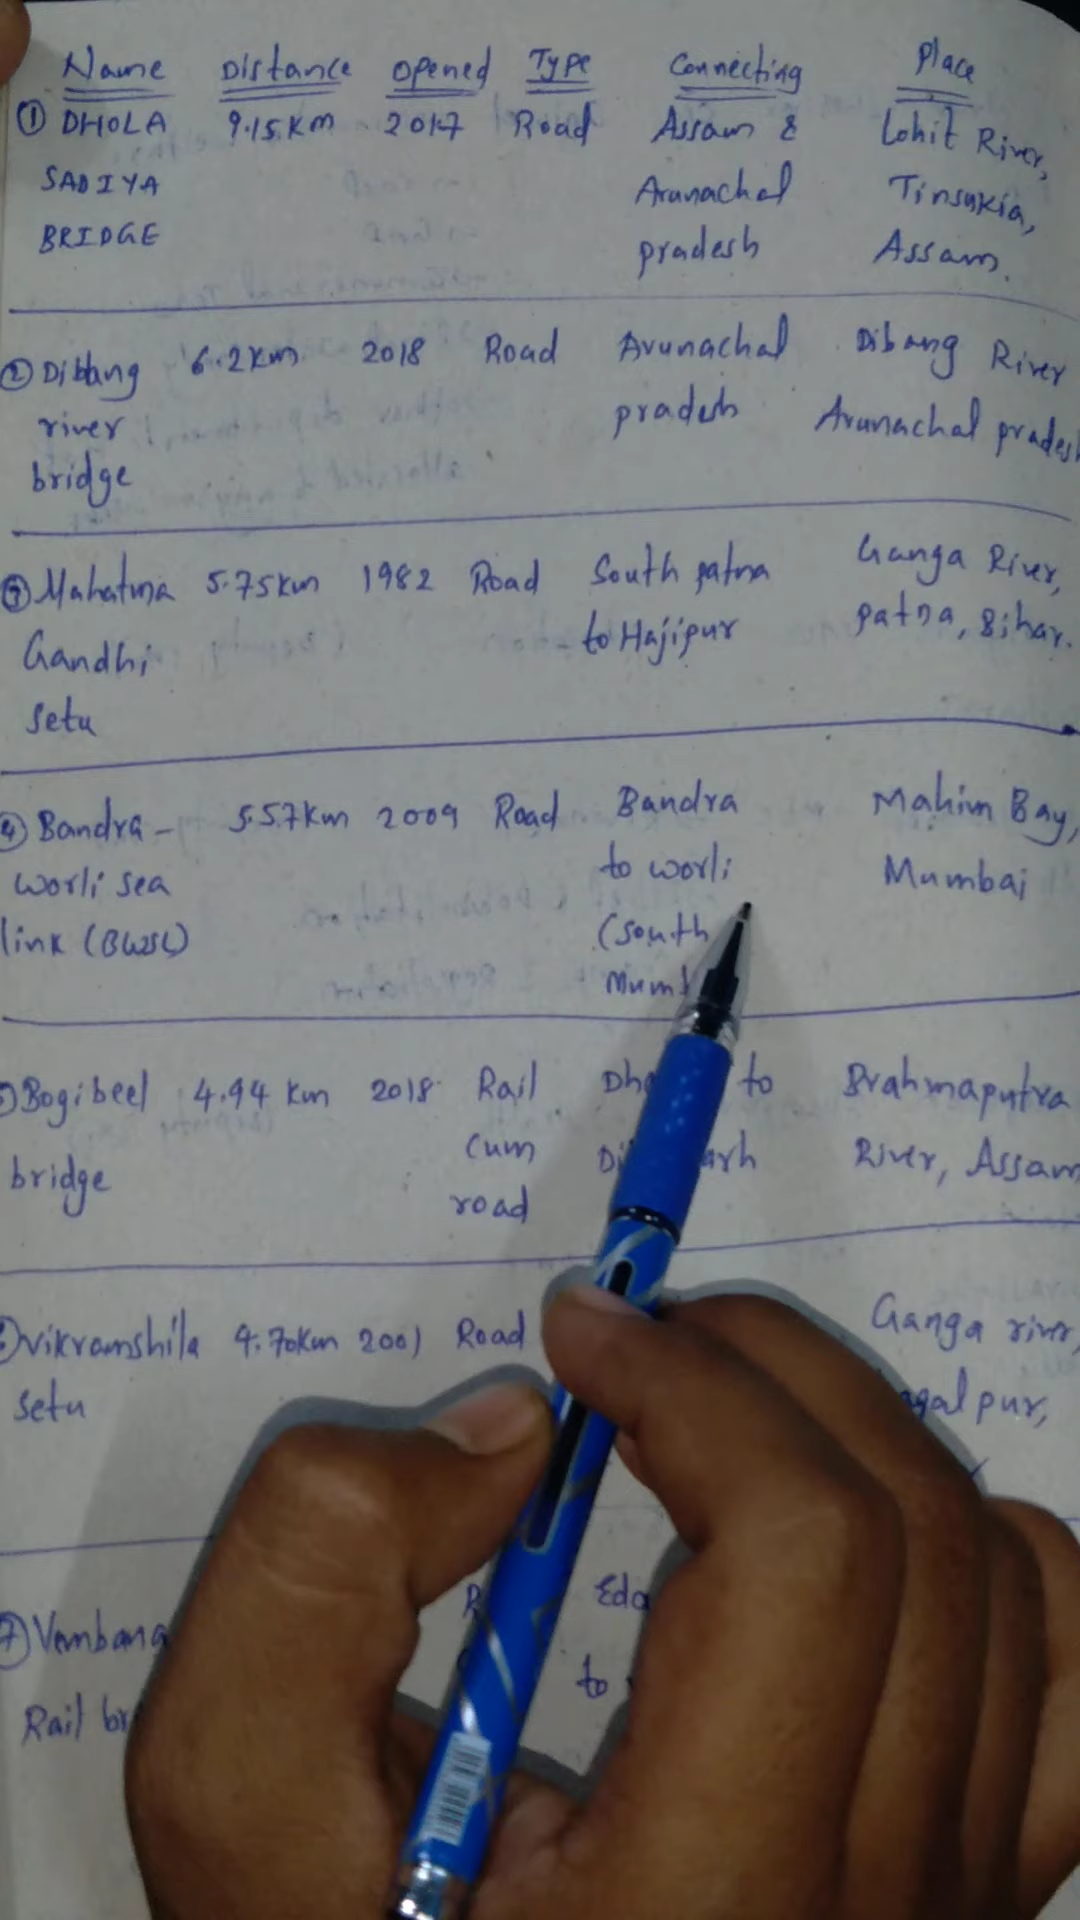 Name Distance Opened Type Connecting Place
① DHOLA 9.15 Km 2017 Road Assam & Lohit River,
SADIYA Arunachal Tinsukia,
BRIDGE pradesh Assam.
② Dibang 6.2 Km 2018 Road Arunachal Dibang River
river pradesh Arunachal pradesh
bridge
③ Mahatma 5.75 Km 1982 Road South patna Ganga River,
Gandhi to Hajipur patna, Bihar.
setu
④ Bandra - 5.57 Km 2009 Road Bandra Mahim Bay,
worli sea to worli Mumbai
link (BWSL) (south
Mumb
Bogibeel 4.94 Km 2018 Rail to Brahmaputra
bridge cum River, Assam
road
Vikramshila 4.70 Km 2001 Road Ganga river,
setu galpur,
⑦ Vembana Eda
Rail br to